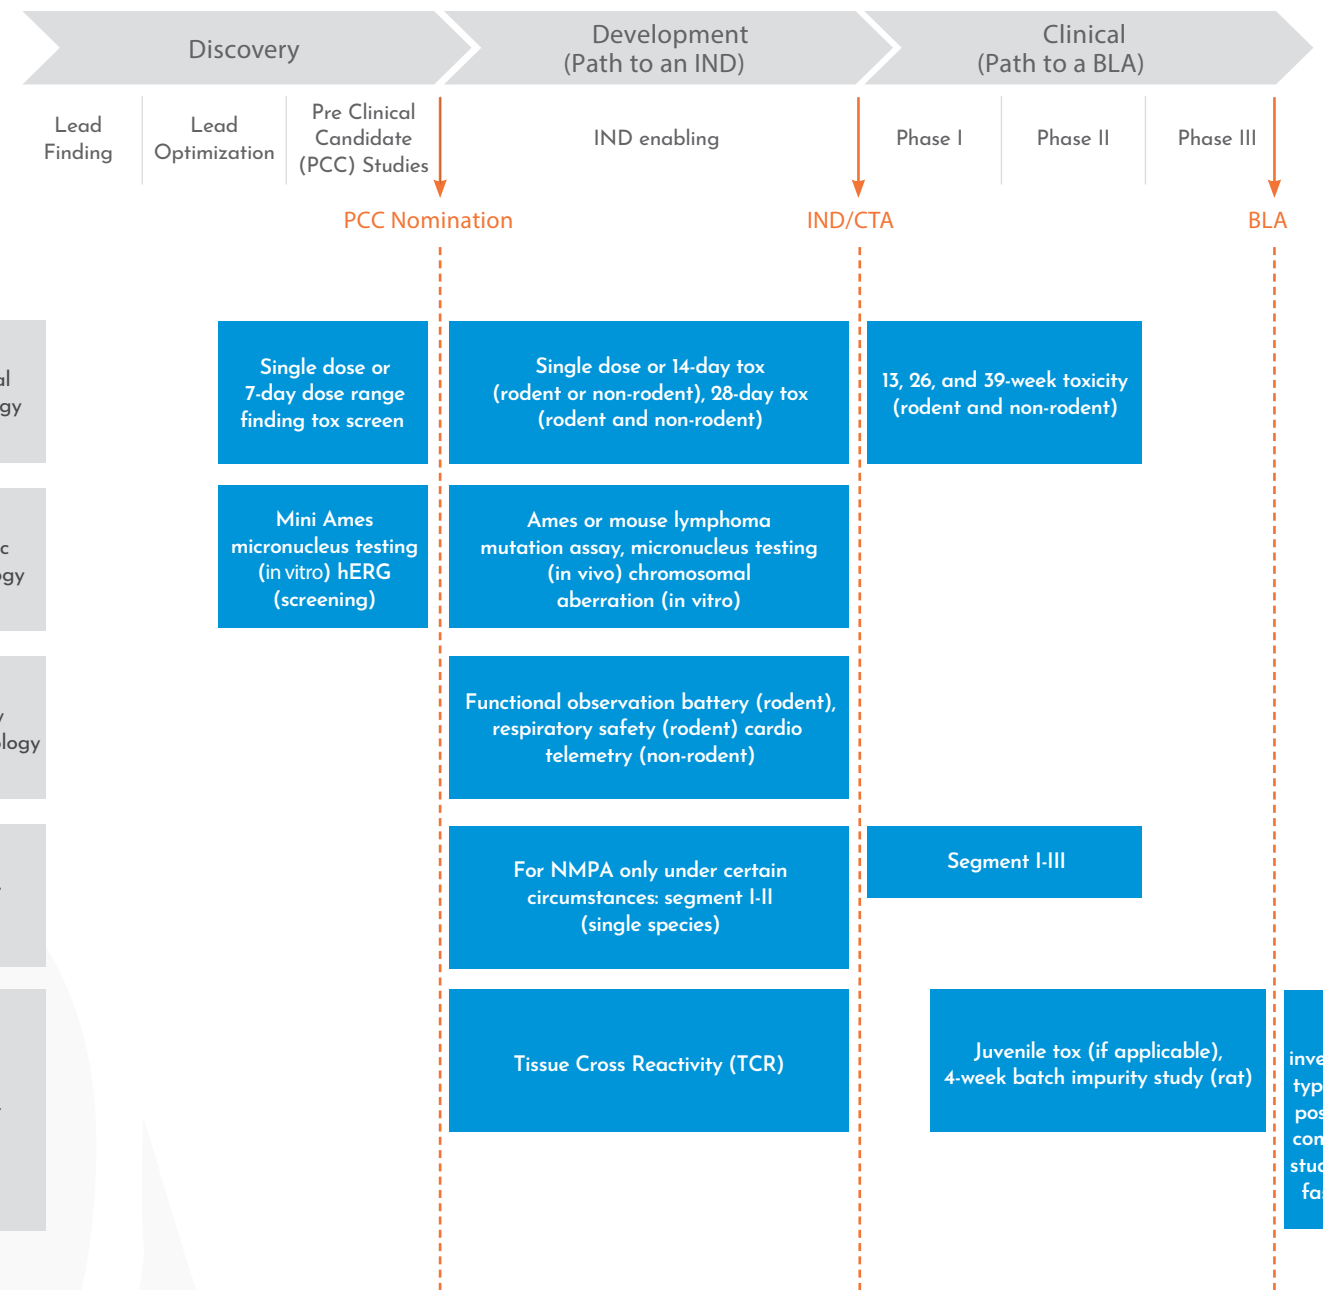 Discovery
Development
(Path to an IND)
Clinical
(Path to a BLA)
Lead
Finding
Lead
Optimization
Pre Clinical
Candidate
(PCC) Studies
IND enabling
Phase I
Phase II
Phase III
PCC Nomination
IND/CTA
BLA
Single dose or
7-day dose range
finding tox screen
Single dose or 14-day tox
(rodent or non-rodent), 28-day tox
(rodent and non-rodent)
13, 26, and 39-week toxicity
(rodent and non-rodent)
Mini Ames
micronucleus testing
(in vitro) hERG
(screening)
Ames or mouse lymphoma
mutation assay, micronucleus testing
(in vivo) chromosomal
aberration (in vitro)
Functional observation battery (rodent),
respiratory safety (rodent) cardio
telemetry (non-rodent)
For NMPA only under certain
circumstances: segment I-II
(single species)
Segment I-III
Tissue Cross Reactivity (TCR)
Juvenile tox (if applicable),
4-week batch impurity study (rat)